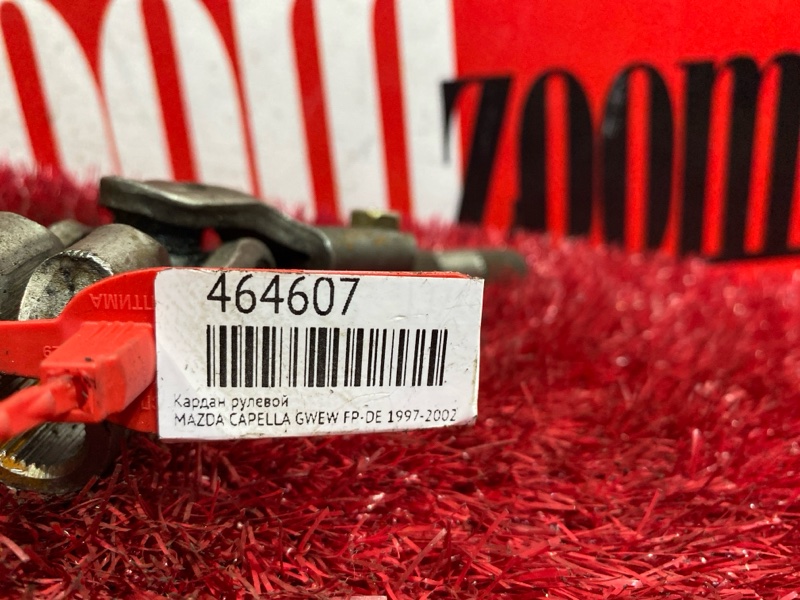 zoom
464607
Кардан рулевой
MAZDA CAPELLA GWEW FP-DE 1997-2002